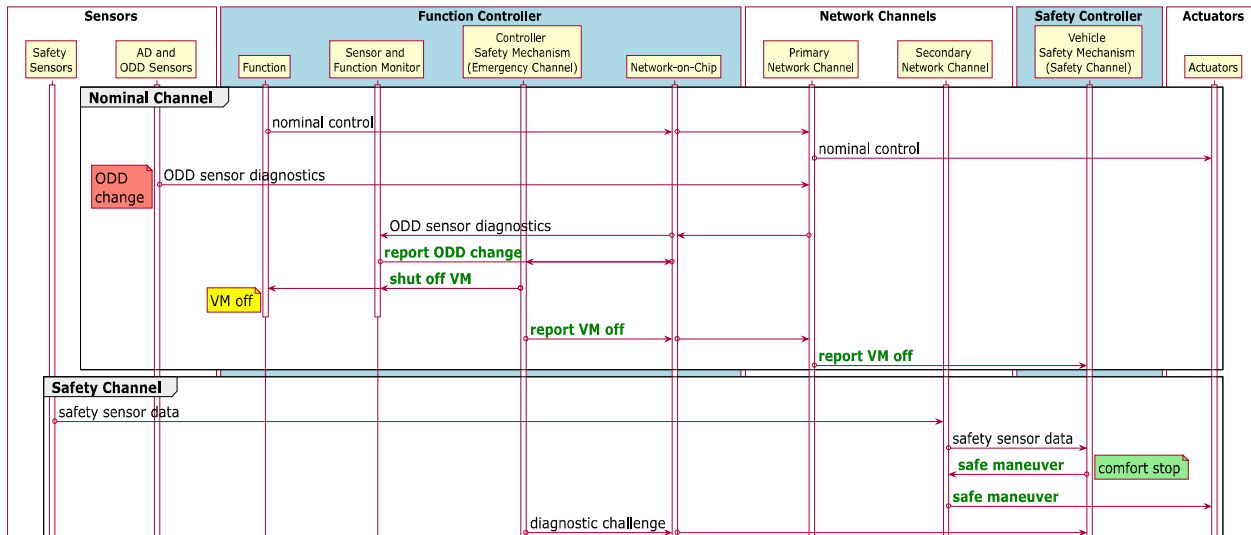 Sensors
Function Controller
Network Channels
Safety Controller
Actuators
Safety
Sensors
AD and
ODD Sensors
Function
Sensor and
Function Monitor
Controller
Safety Mechanism
(Emergency Channel)
Network-on-Chip
Primary
Network Channel
Secondary
Network Channel
Vehicle
Safety Mechanism
(Safety Channel)
Actuators
Nominal Channel
nominal control
nominal control
ODD
change
ODD sensor diagnostics
ODD sensor diagnostics
report ODD change
shut off VM
VM off
report VM off
report VM off
Safety Channel
safety sensor data
safety sensor data
safe maneuver
comfort stop
safe maneuver
diagnostic challenge